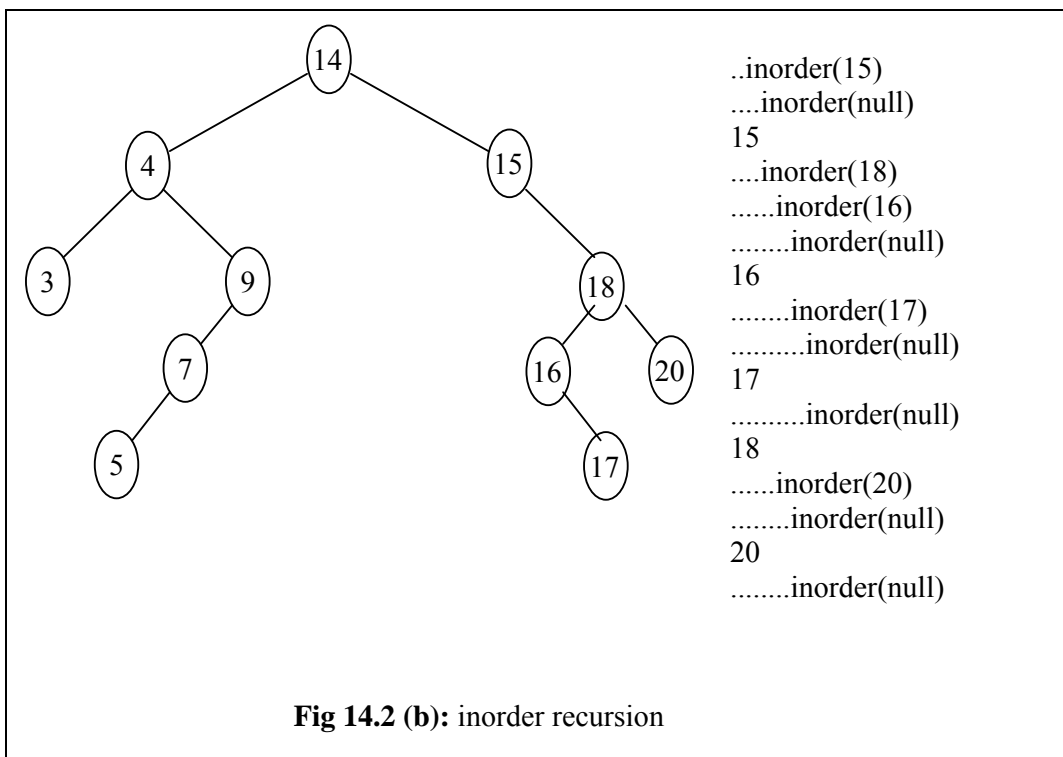 14
4
15
3
9
18
7
16
20
5
17
..inorder(15)
....inorder(null)
15
....inorder(18)
......inorder(16)
........inorder(null)
16
........inorder(17)
..........inorder(null)
17
..........inorder(null)
18
......inorder(20)
........inorder(null)
20
........inorder(null)
Fig 14.2 (b): inorder recursion